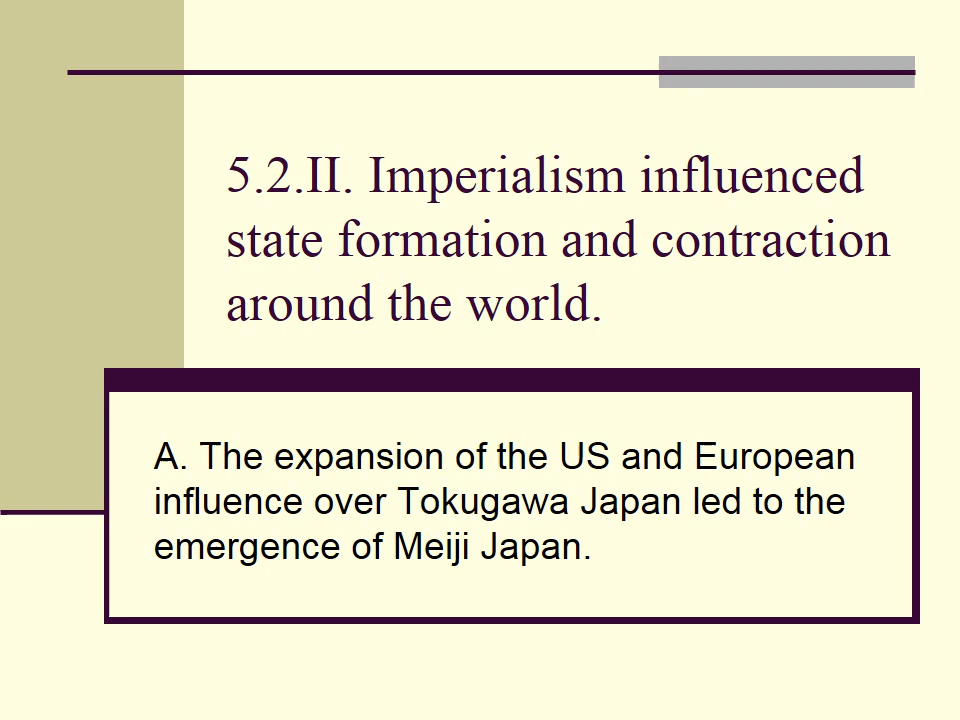 5.2.II. Imperialism influenced
state formation and contraction
around the world.
A. The expansion of the US and European
influence over Tokugawa Japan led to the
emergence of Meiji Japan.